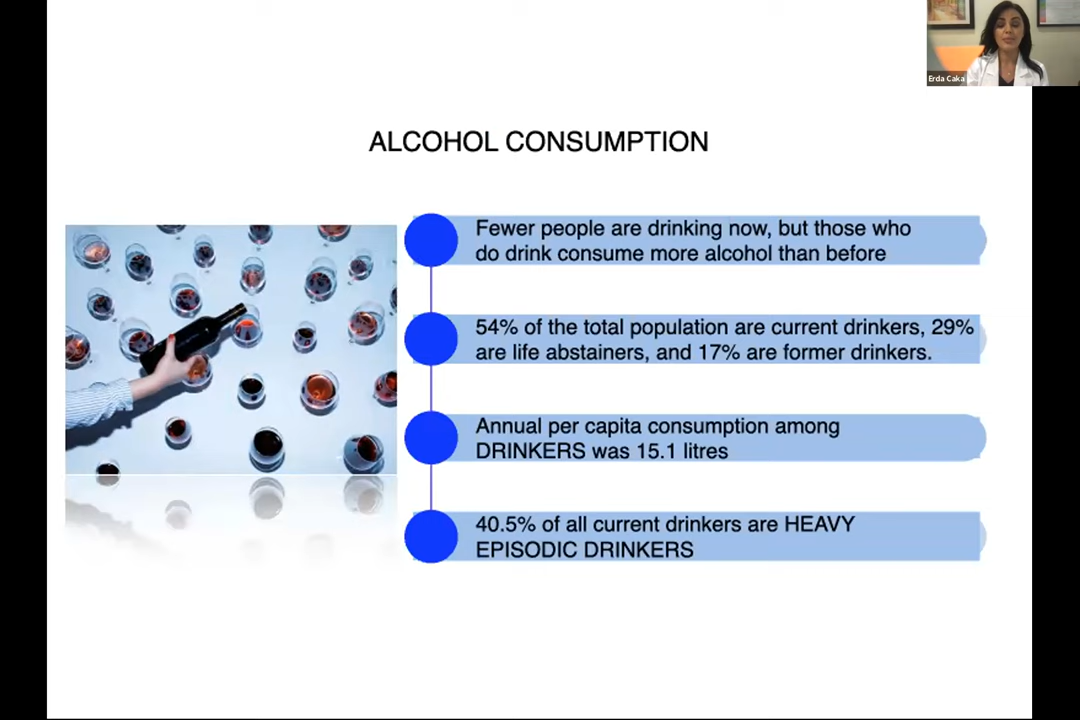 Erda Caka
ALCOHOL CONSUMPTION
Fewer people are drinking now, but those who
do drink consume more alcohol than before
54% of the total population are current drinkers, 29%
are life abstainers, and 17% are former drinkers.
Annual per capita consumption among
DRINKERS was 15.1 litres
40.5% of all current drinkers are HEAVY
EPISODIC DRINKERS